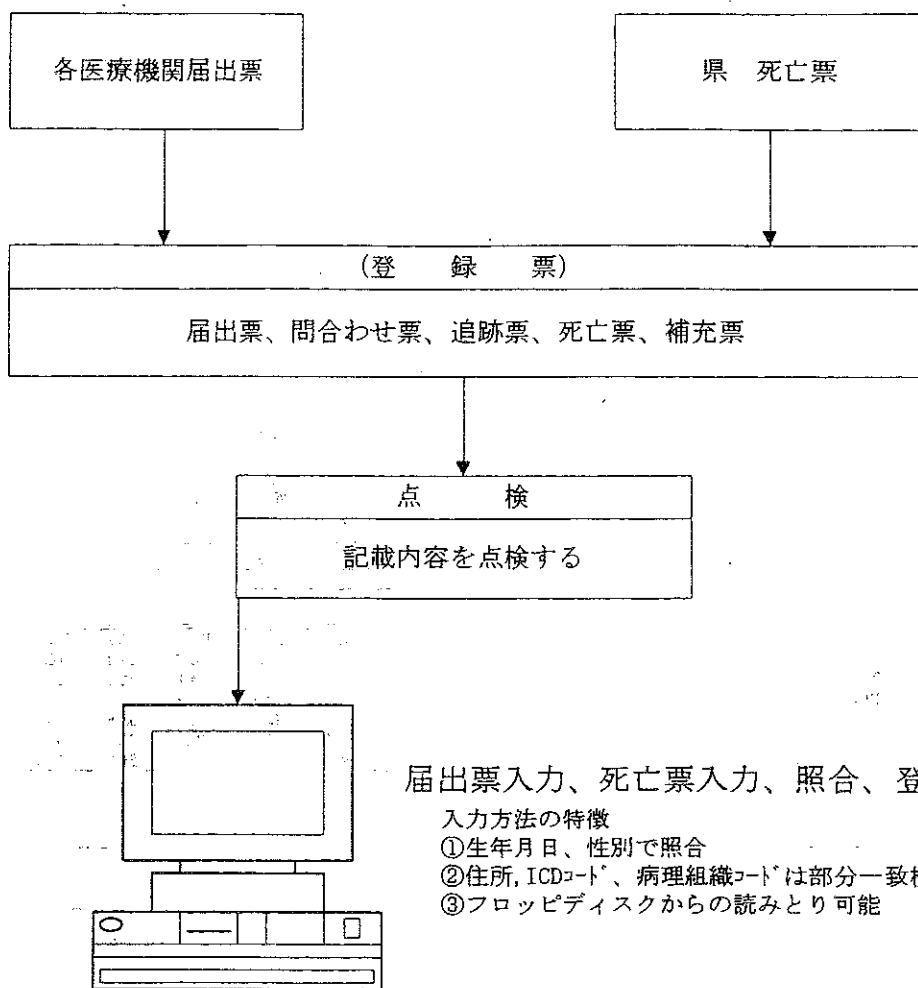 各医療機関届出票
県 死亡票
(登 録 票)
届出票、問合わせ票、追跡票、死亡票、補充票
点 検
記載内容を点検する
届出票入力、死亡票入力、照合、登
入力方法の特徴
①生年月日、性別で照合
②住所,ICDｺｰﾄﾞ、病理組織ｺｰﾄﾞは部分一致
③フロッピディスクからの読みとり可能